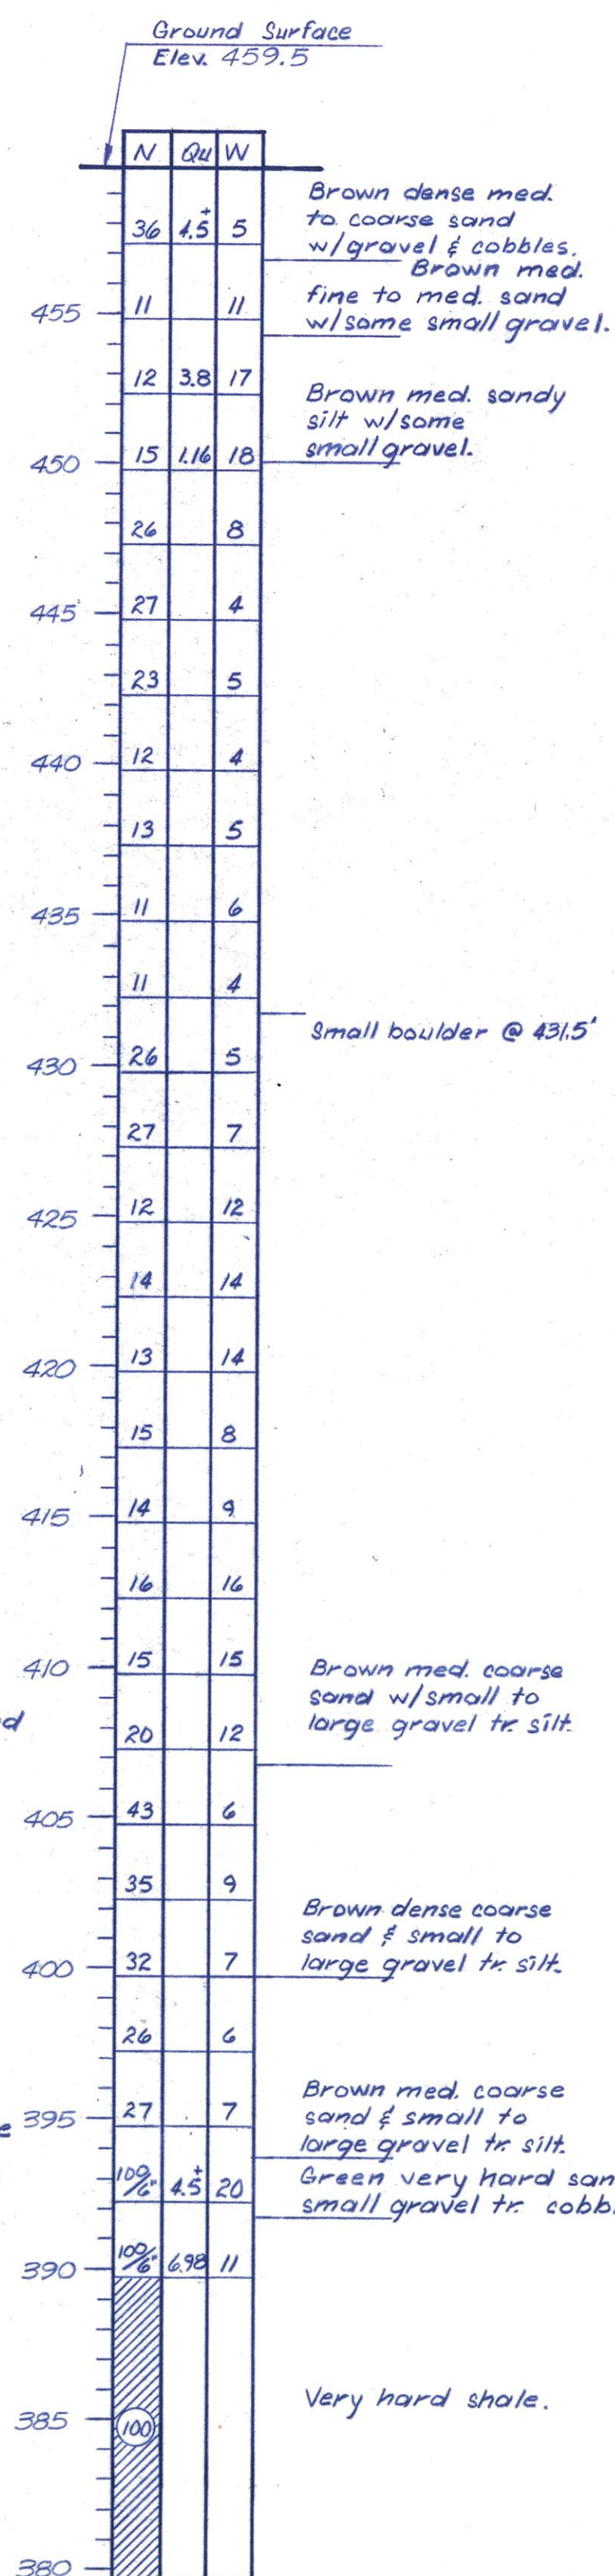 Ground Surface
Elev. 459.5
N Qu W
Brown dense med.
to coarse sand
36 4.5+ 5
w/gravel & cobbles.
Brown med.
455 11 11
fine to med. sand
w/some small gravel.
12 3.8 17
Brown med. sandy
silt w/some
450 15 1.16 18
small gravel.
26 8
445 27 4
23 5
440 12 4
13 5
435 11 6
11 4
Small boulder @ 431.5'
430 26 5
27 7
425 12 12
14 14
420 13 14
15 8
415 14 9
16 16
410 15 15
Brown med. coarse
sand w/small to
large gravel tr. silt.
20 12
405 43 6
35 9
Brown dense coarse
sand & small to
400 32 7
large gravel tr. silt.
26 6
Brown med. coarse
395 27 7
sand & small to
large gravel tr. silt.
100/6" 4.5+ 20
Green very hard san
small gravel tr. cobb.
390 100/6" 6.98 11
Very hard shale.
385 100
380